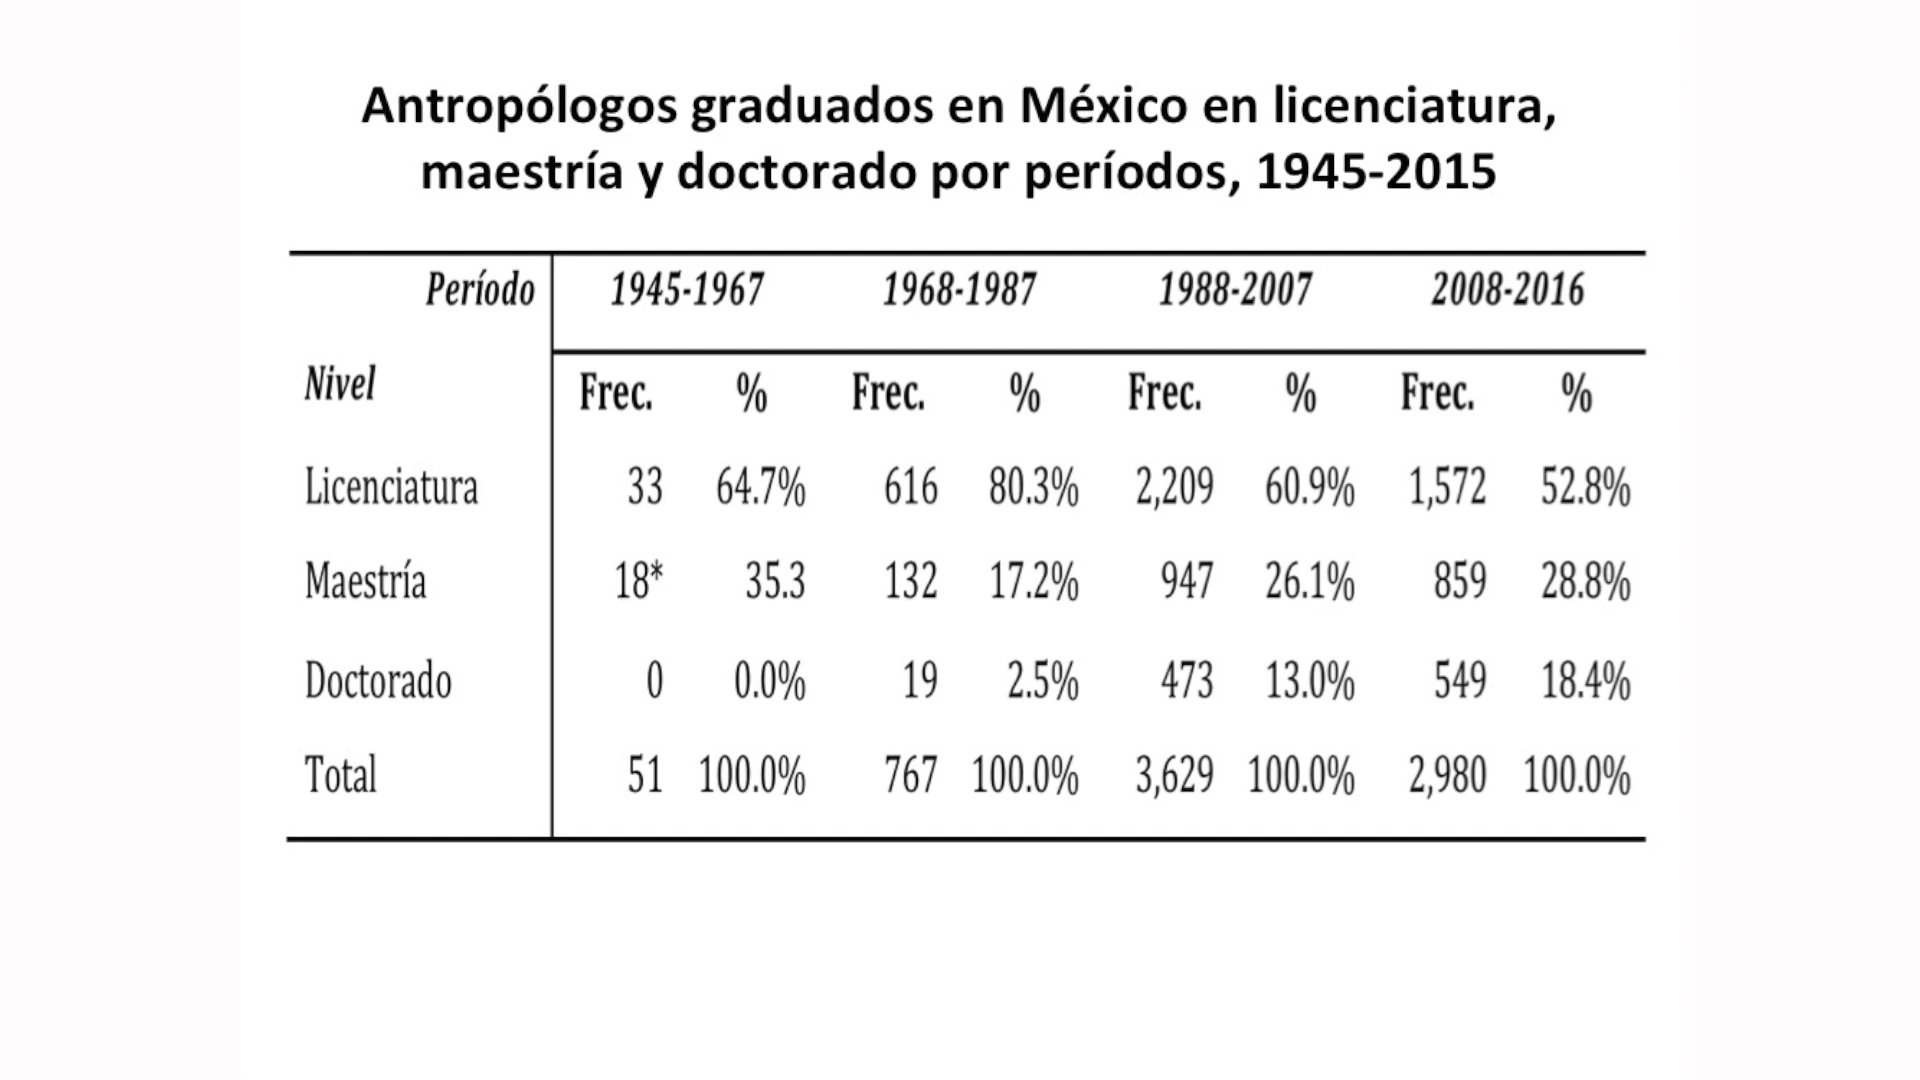 Antropólogos graduados en México en licenciatura,
maestría y doctorado por períodos, 1945-2015
Período 1945-1967 1968-1987 1988-2007 2008-2016
Nivel Frec. % Frec. % Frec. % Frec. %
Licenciatura 33 64.7% 616 80.3% 2,209 60.9% 1,572 52.8%
Maestría 18* 35.3 132 17.2% 947 26.1% 859 28.8%
Doctorado 0 0.0% 19 2.5% 473 13.0% 549 18.4%
Total 51 100.0% 767 100.0% 3,629 100.0% 2,980 100.0%